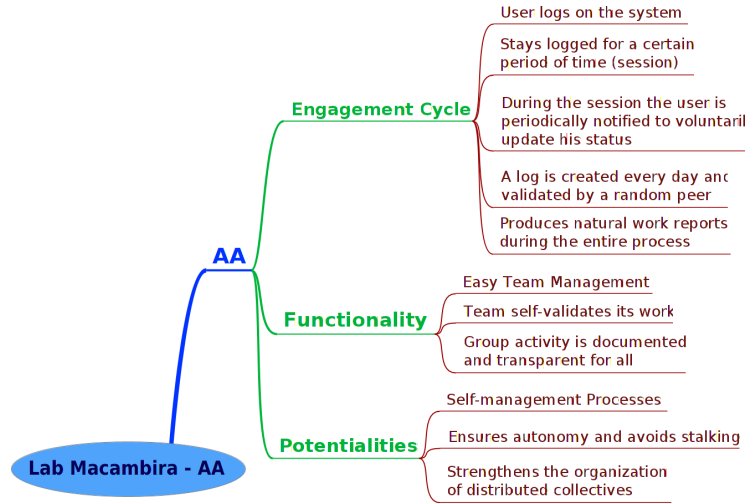 User logs on the system
Stays logged for a certain
period of time (session)
Engagement Cycle
During the session the user is
periodically notified to voluntaril
update his status
A log is created every day and
validated by a random peer
Produces natural work reports
during the entire process
AA
Easy Team Management
Functionality
Team self-validates its work
Group activity is documented
and transparent for all
Self-management Processes
Potentialities
Ensures autonomy and avoids stalking
Strengthens the organization
of distributed collectives
Lab Macambira - AA